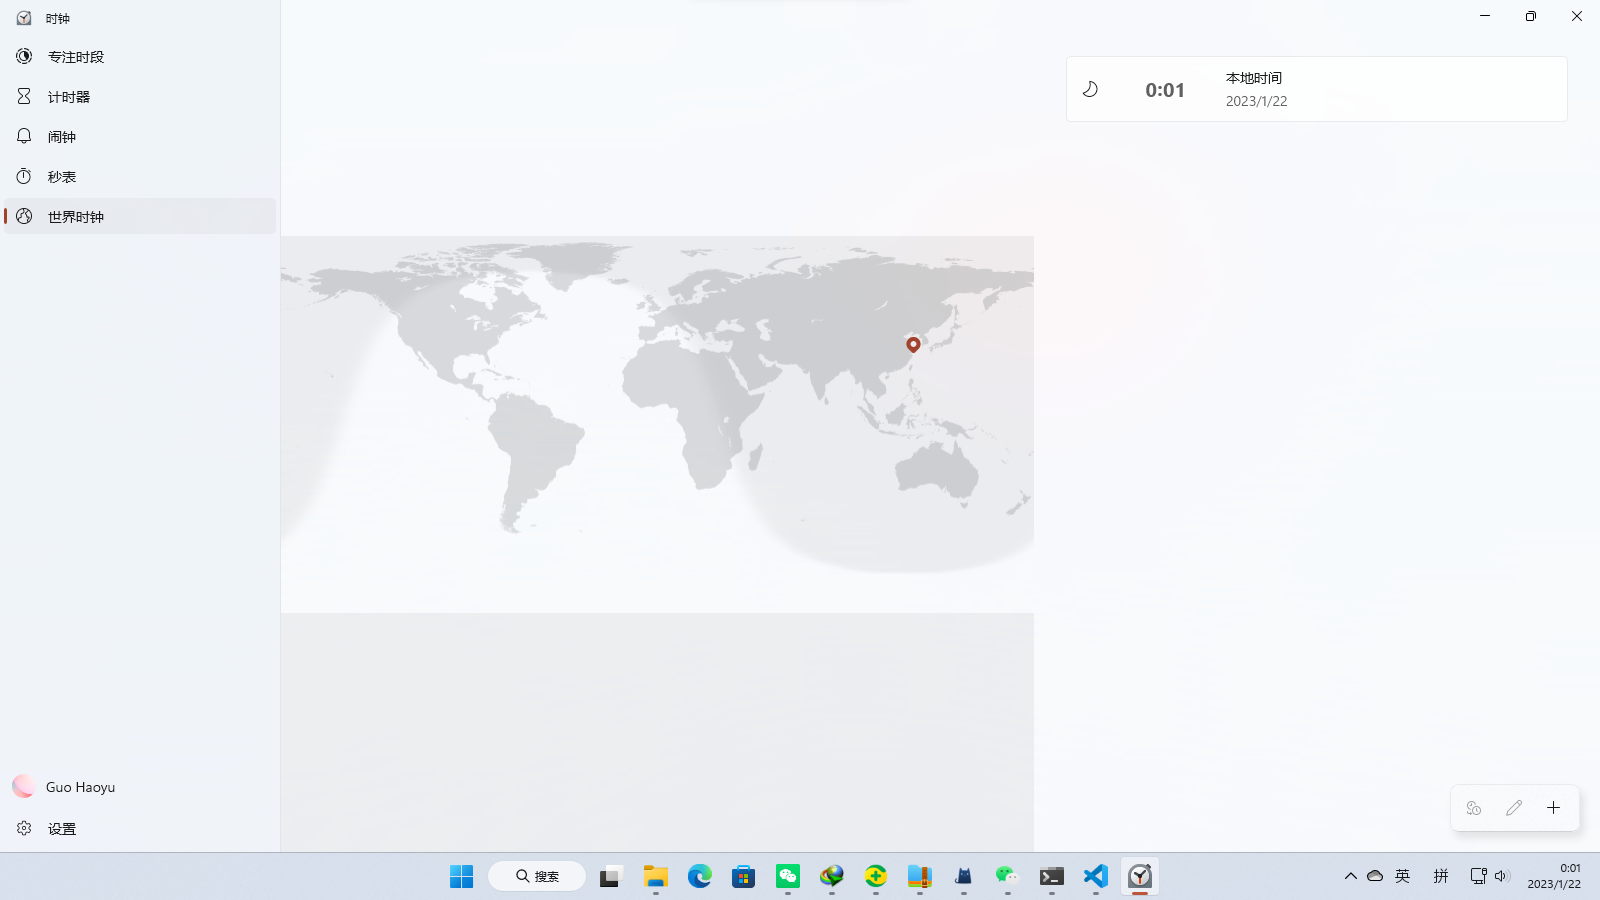 时钟
专注时段
计时器
闹钟
秒表
世界时钟
0:01
本地时间
2023/1/22
Guo Haoyu
设置
搜索
英
拼
0:01
2023/1/22